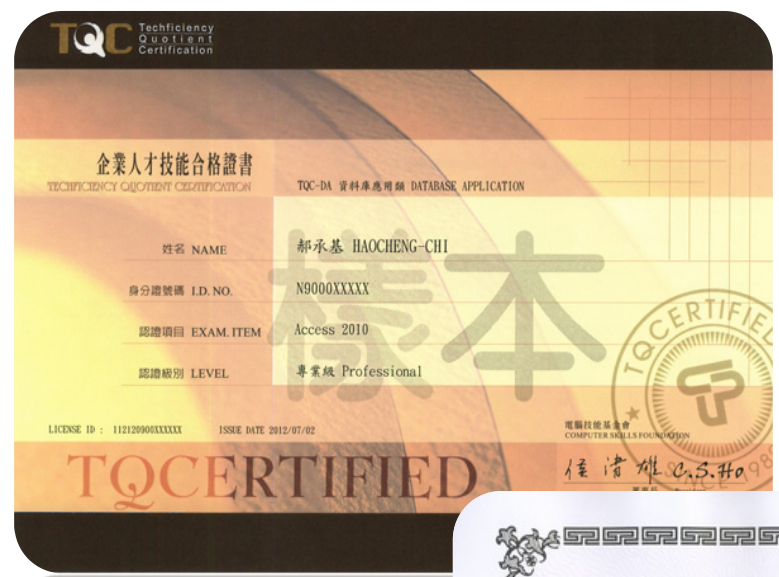 TQC Techficiency
Quotient
Certification
企業人才技能合格證書
TECHFICIENCY QUOTIENT CERTIFICATION
TQC-DA 資料庫應用類 DATABASE APPLICATION
姓名 NAME 郝承基 HAOCHENG-CHI
身分證號碼 I.D. NO. N9000XXXXX
認證項目 EXAM. ITEM Access 2010
認證級別 LEVEL 專業級 Professional
樣本
LICENSE ID : 112120900XXXXXX ISSUE DATE 2012/07/02
電腦技能基金會
COMPUTER SKILLS FOUNDATION
TQCERTIFIED
C.S.Ho
TQCERTIFIED
SINCE 198